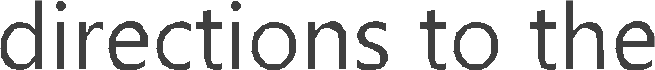 directions to the